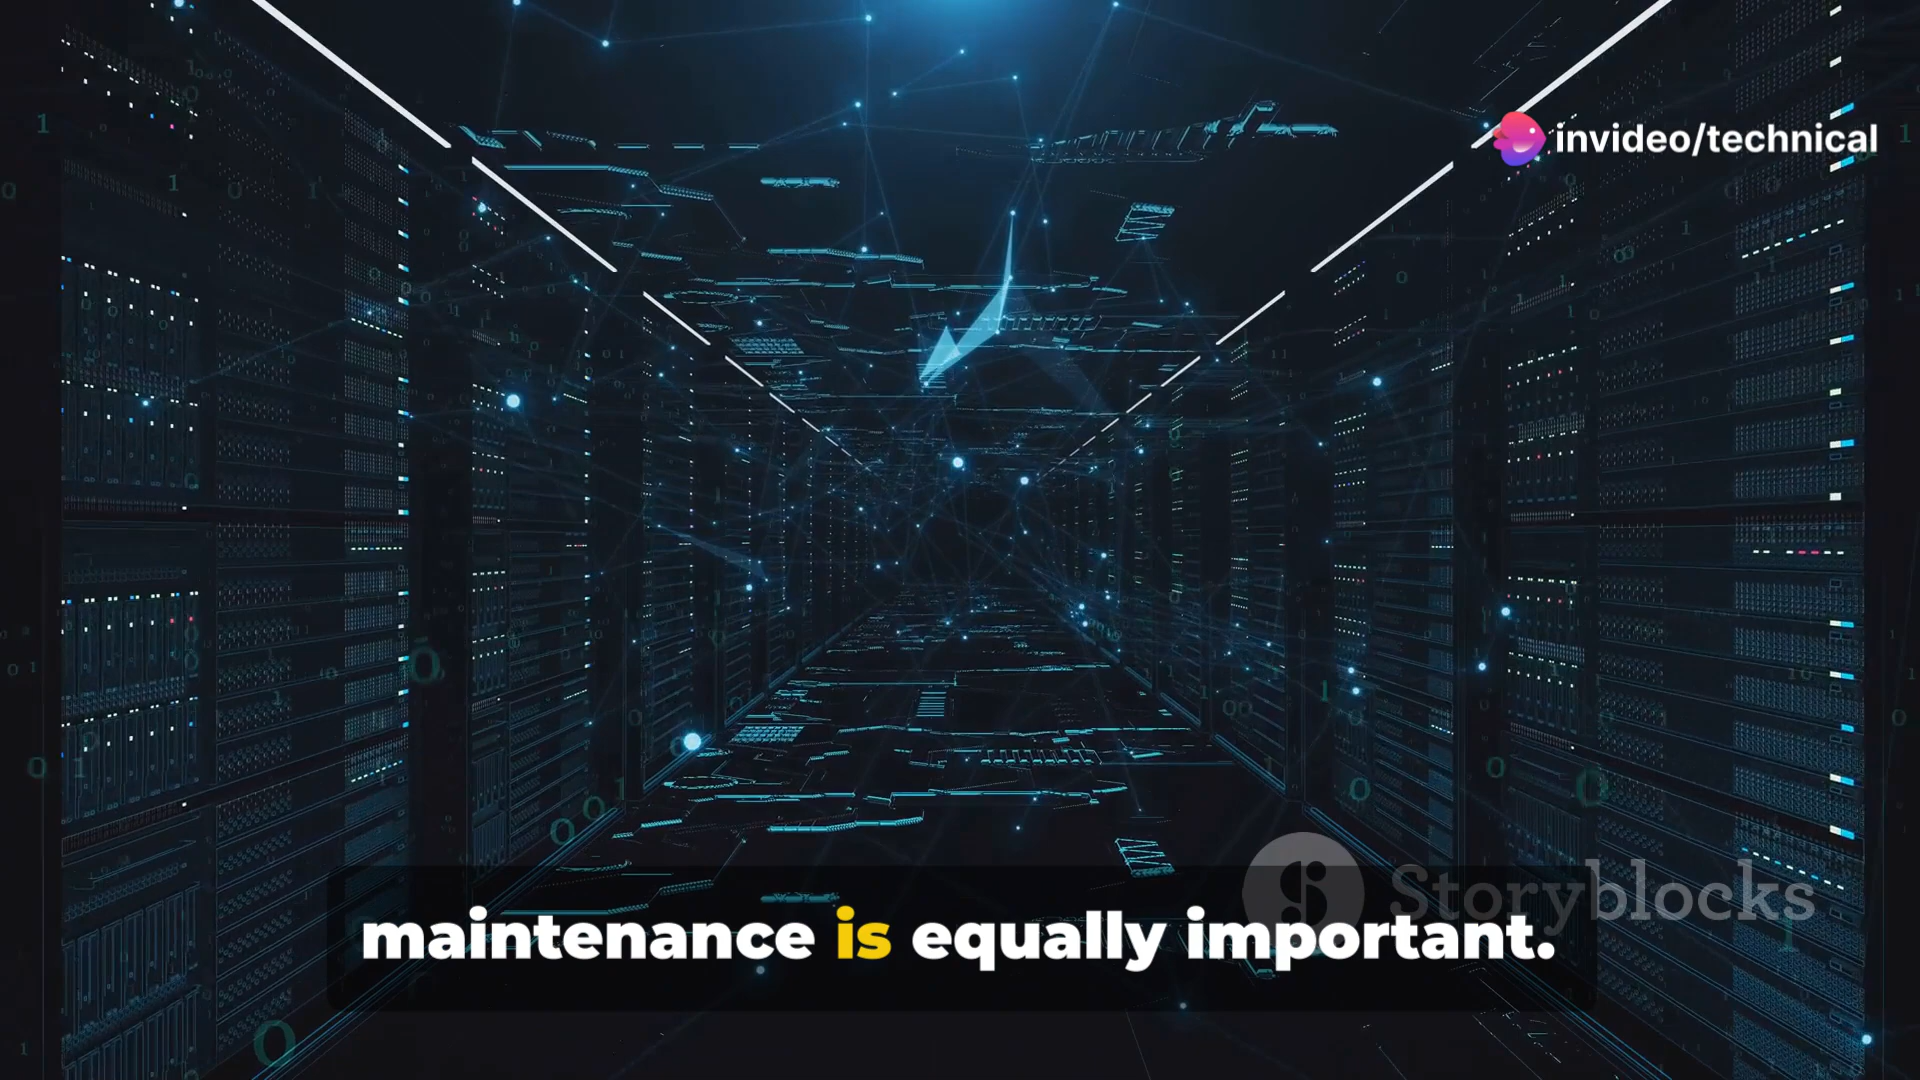 invideo/technical
Storyblocks
maintenance is equally important.